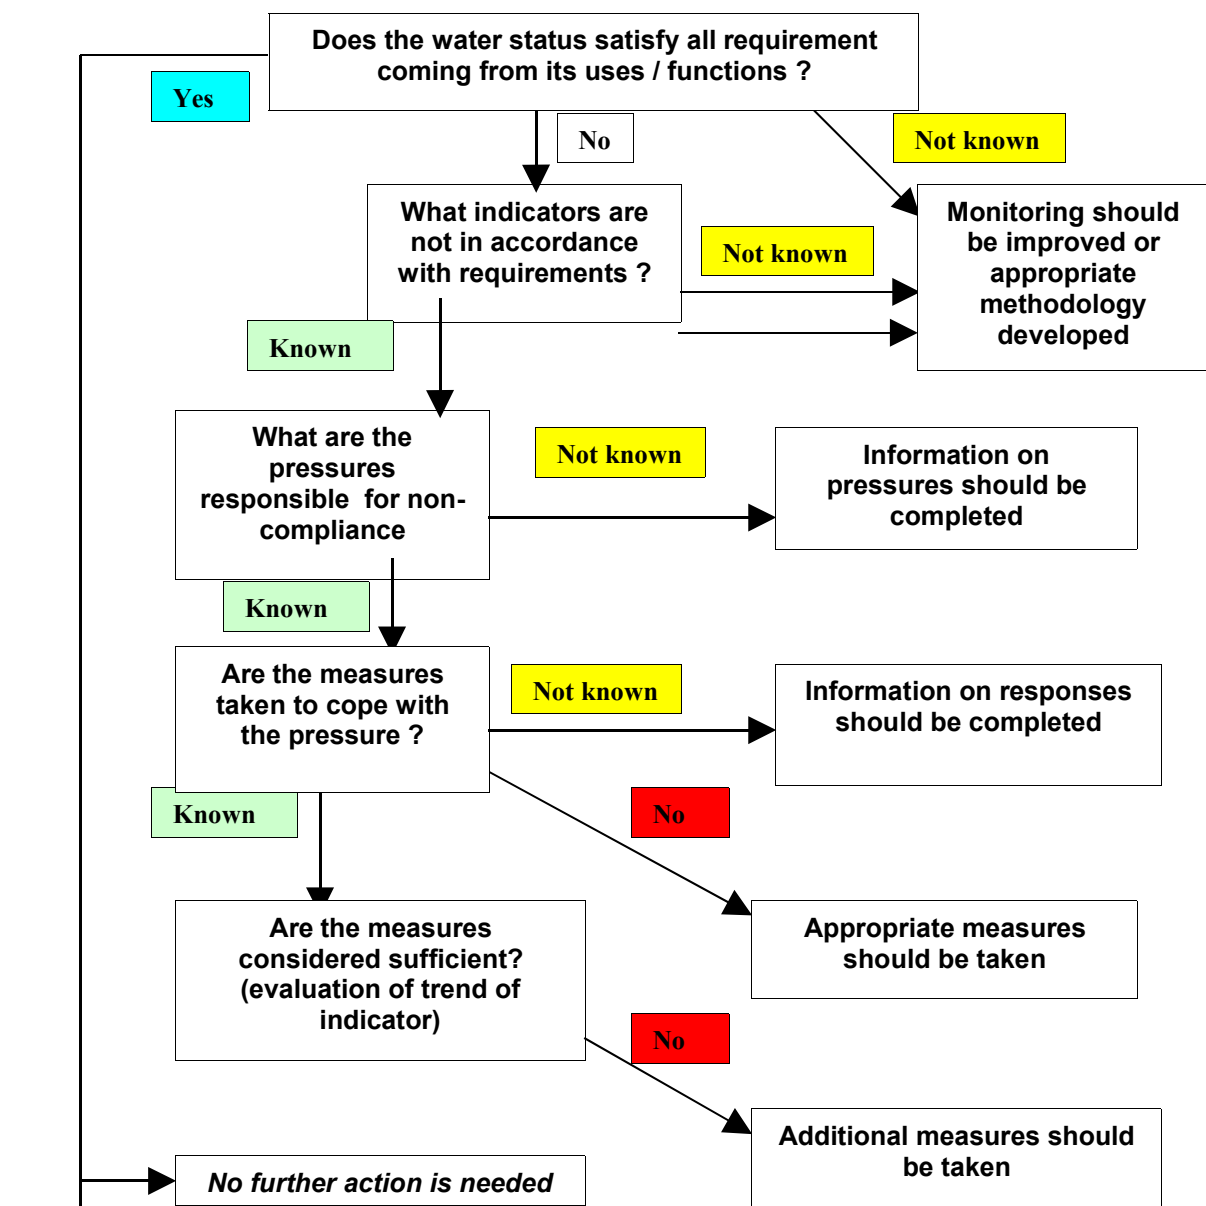 Does the water status satisfy all requirement
coming from its uses / functions ?
Yes
No
Not known
What indicators are
not in accordance
with requirements ?
Not known
Monitoring should
be improved or
appropriate
methodology
developed
Known
What are the
pressures
responsible for non-
compliance
Not known
Information on
pressures should be
completed
Known
Are the measures
taken to cope with
the pressure ?
Not known
Information on responses
should be completed
Known
No
Are the measures
considered sufficient?
(evaluation of trend of
indicator)
Appropriate measures
should be taken
No
Additional measures should
be taken
No further action is needed